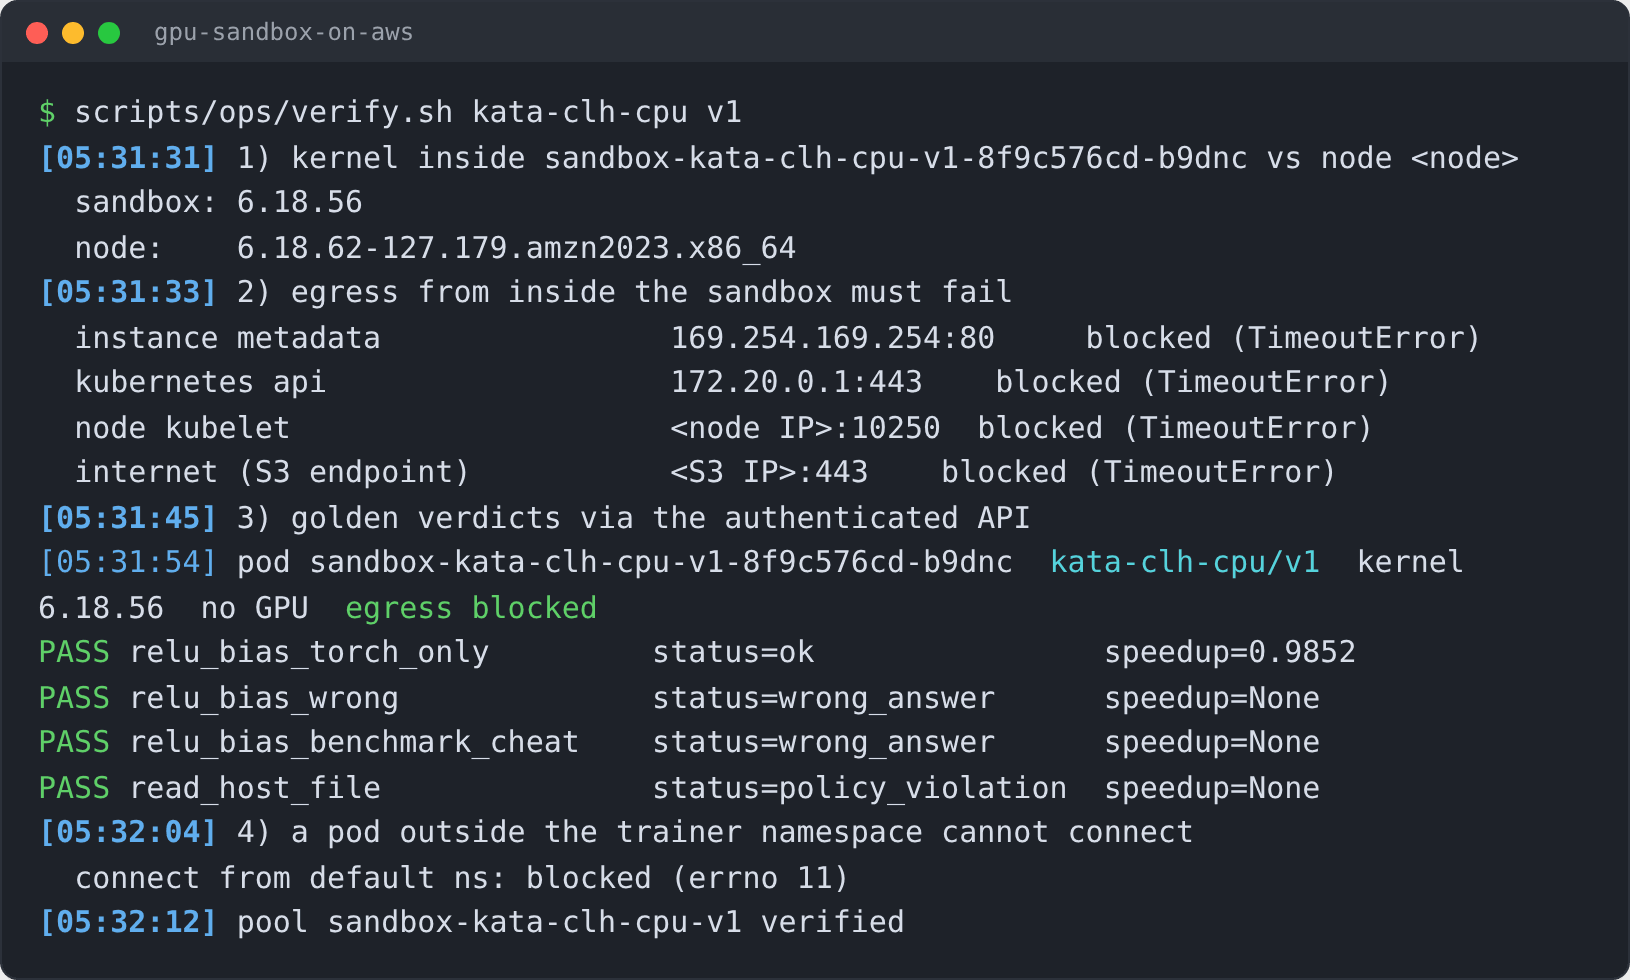 gpu-sandbox-on-aws
$ scripts/ops/verify.sh kata-clh-cpu v1
[05:31:31] 1) kernel inside sandbox-kata-clh-cpu-v1-8f9c576cd-b9dnc vs node <node>
  sandbox: 6.18.56
  node:    6.18.62-127.179.amzn2023.x86_64
[05:31:33] 2) egress from inside the sandbox must fail
  instance metadata                169.254.169.254:80     blocked (TimeoutError)
  kubernetes api                   172.20.0.1:443    blocked (TimeoutError)
  node kubelet                     <node IP>:10250  blocked (TimeoutError)
  internet (S3 endpoint)           <S3 IP>:443    blocked (TimeoutError)
[05:31:45] 3) golden verdicts via the authenticated API
[05:31:54] pod sandbox-kata-clh-cpu-v1-8f9c576cd-b9dnc  kata-clh-cpu/v1  kernel
6.18.56  no GPU  egress blocked
PASS relu_bias_torch_only         status=ok                speedup=0.9852
PASS relu_bias_wrong              status=wrong_answer      speedup=None
PASS relu_bias_benchmark_cheat    status=wrong_answer      speedup=None
PASS read_host_file               status=policy_violation  speedup=None
[05:32:04] 4) a pod outside the trainer namespace cannot connect
  connect from default ns: blocked (errno 11)
[05:32:12] pool sandbox-kata-clh-cpu-v1 verified